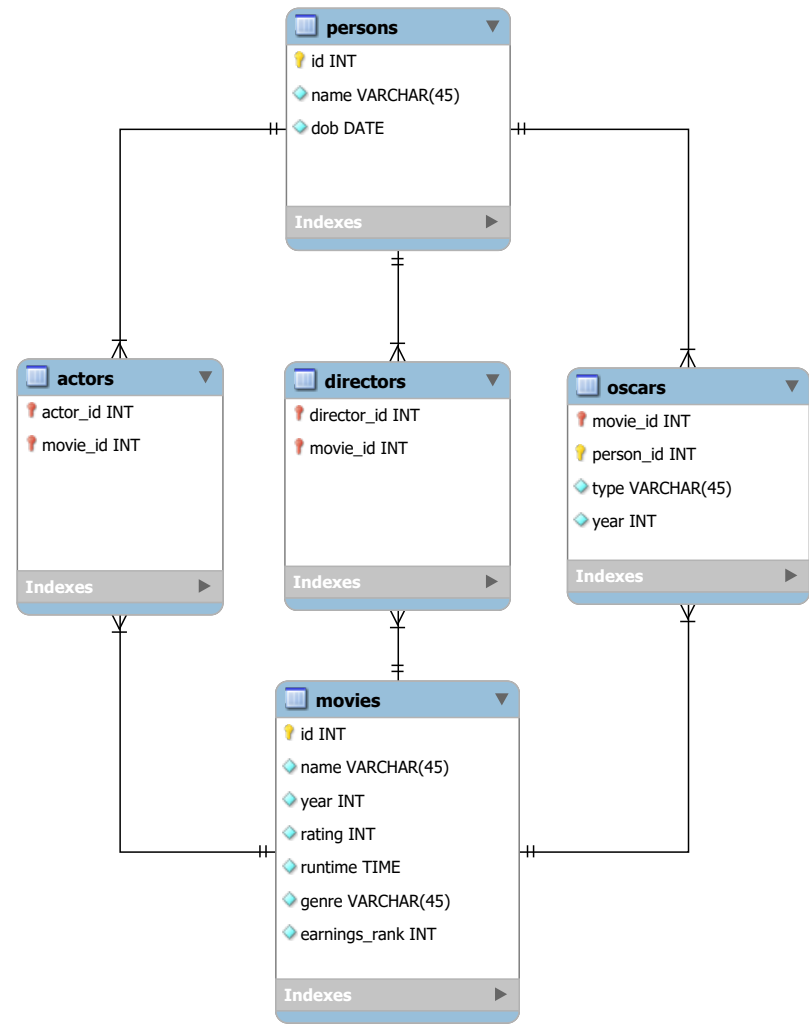 persons
id INT
name VARCHAR(45)
dob DATE
Indexes
actors
actor_id INT
movie_id INT
Indexes
directors
director_id INT
movie_id INT
Indexes
oscars
movie_id INT
person_id INT
type VARCHAR(45)
year INT
Indexes
movies
id INT
name VARCHAR(45)
year INT
rating INT
runtime TIME
genre VARCHAR(45)
earnings_rank INT
Indexes